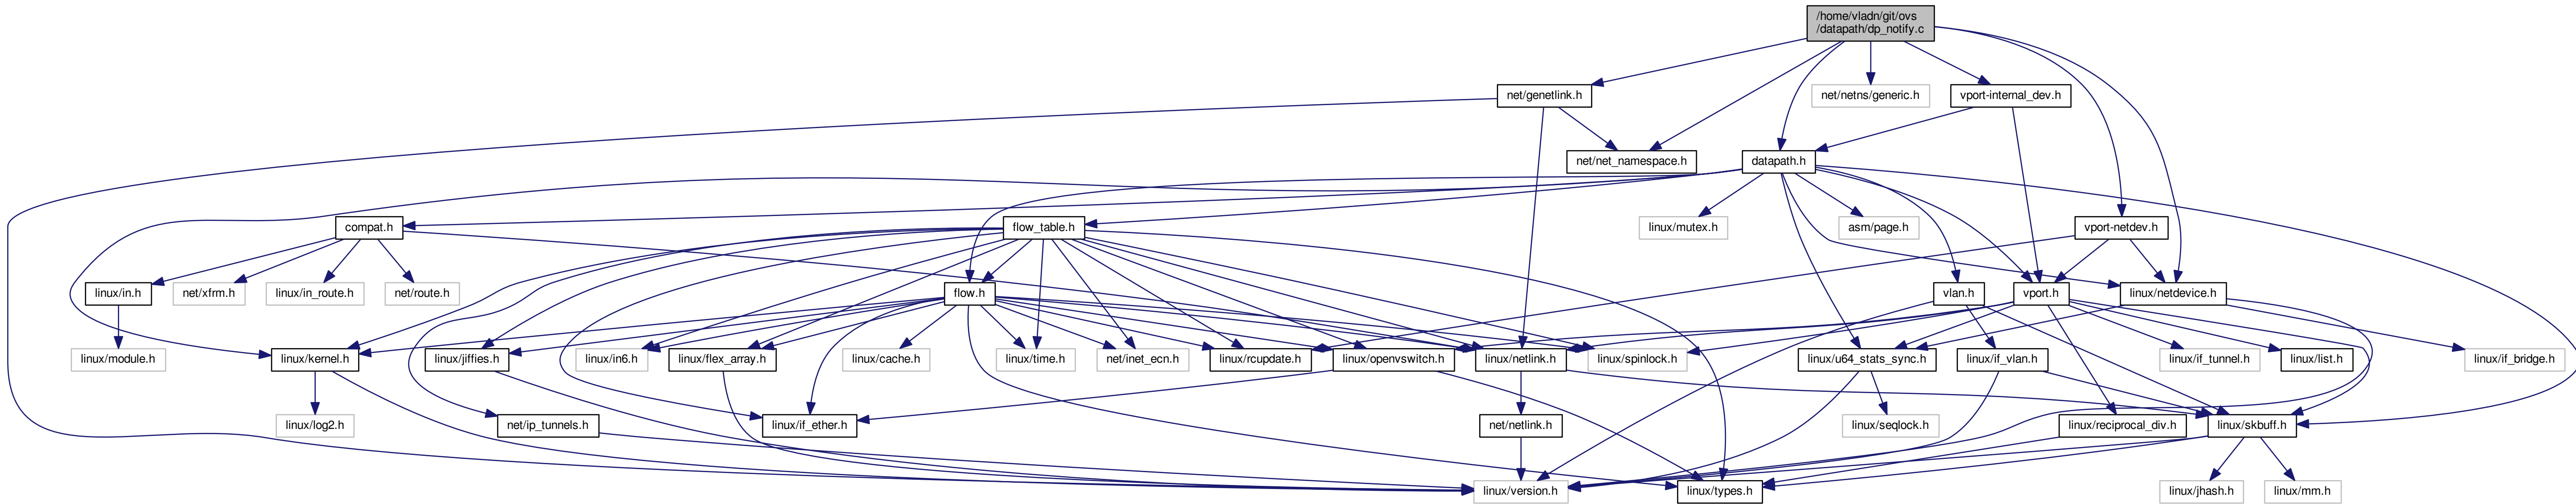 /home/vladn/git/ovs
/datapath/dp_notify.c
net/genetlink.h
net/netns/generic.h
vport-internal_dev.h
net/net_namespace.h
datapath.h
compat.h
flow_table.h
linux/mutex.h
asm/page.h
vport-netdev.h
linux/in.h
net/xfrm.h
linux/in_route.h
net/route.h
flow.h
vlan.h
vport.h
linux/netdevice.h
linux/module.h
linux/kernel.h
linux/jiffies.h
linux/in6.h
linux/flex_array.h
linux/cache.h
linux/time.h
net/inet_ecn.h
linux/rcupdate.h
linux/openvswitch.h
linux/netlink.h
linux/spinlock.h
linux/u64_stats_sync.h
linux/if_vlan.h
linux/if_tunnel.h
linux/list.h
linux/if_bridge.h
linux/log2.h
net/ip_tunnels.h
linux/if_ether.h
net/netlink.h
linux/seqlock.h
linux/reciprocal_div.h
linux/skbuff.h
linux/version.h
linux/types.h
linux/jhash.h
linux/mm.h